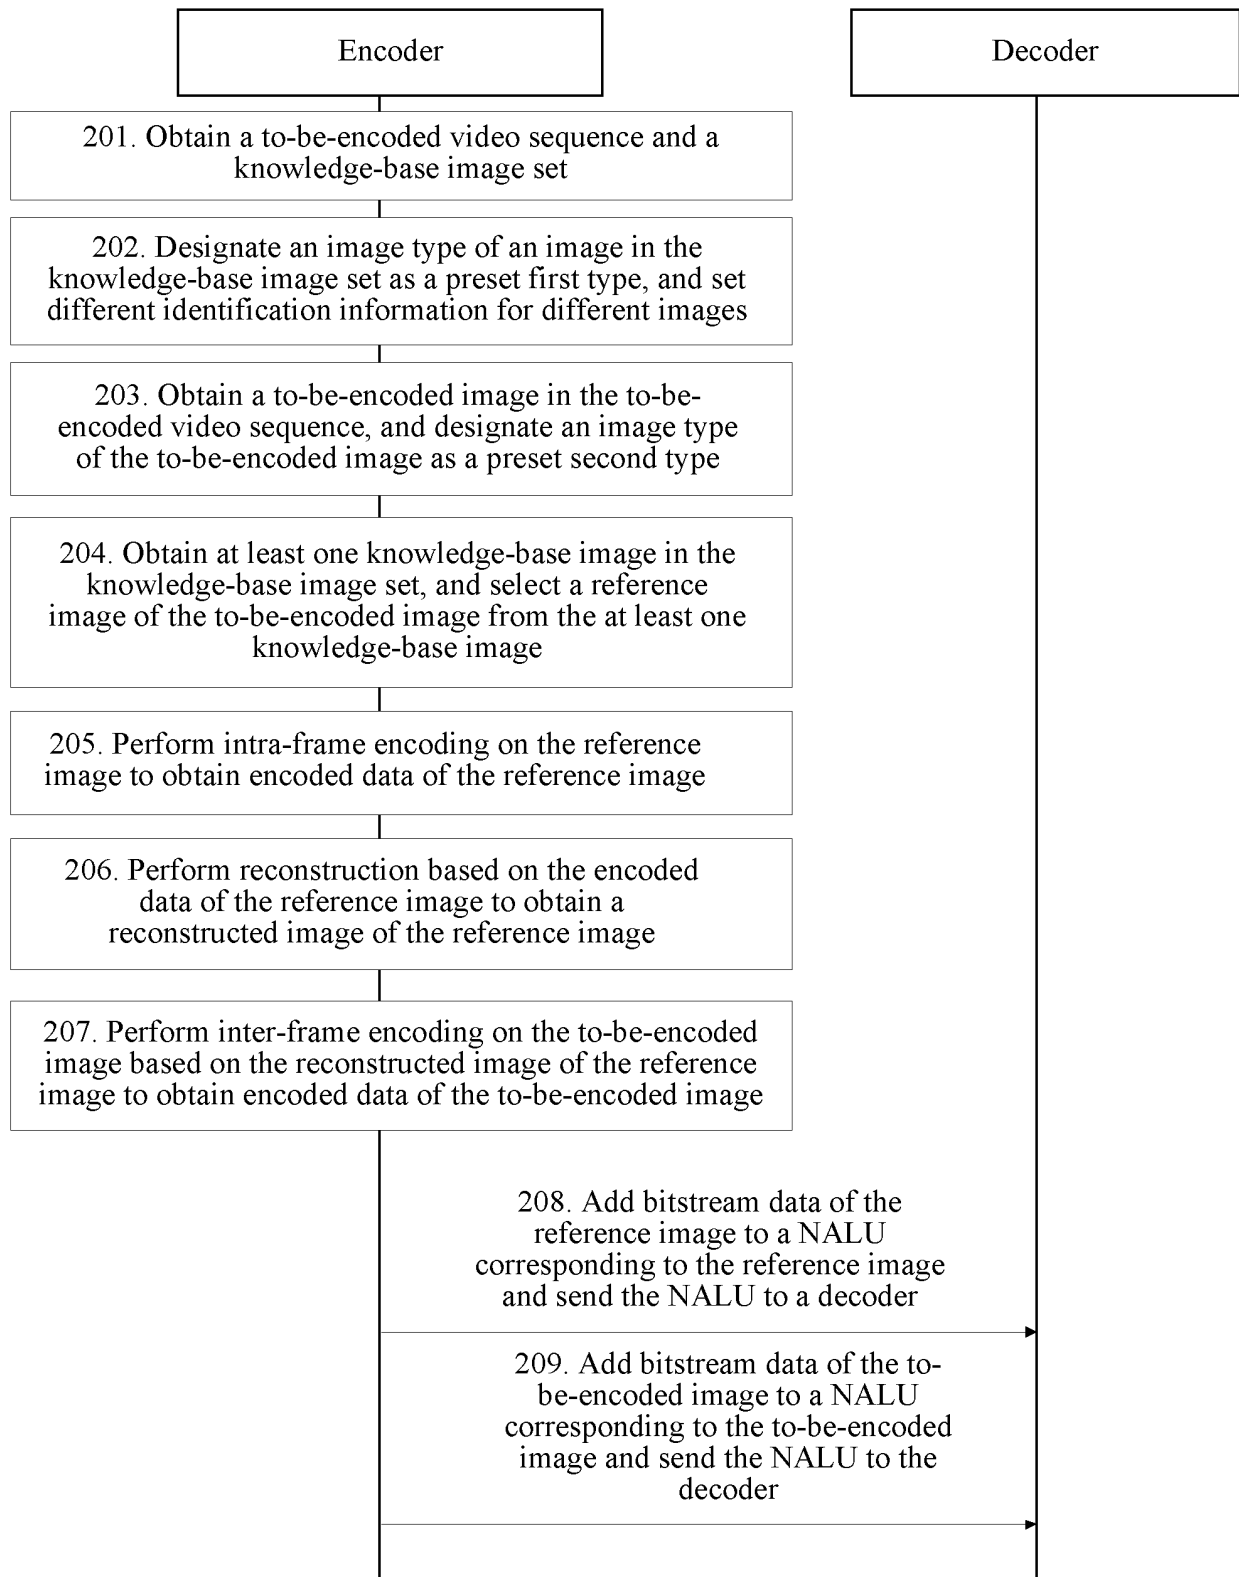 Encoder
Decoder
201. Obtain a to-be-encoded video sequence and a
knowledge-base image set
202. Designate an image type of an image in the
knowledge-base image set as a preset first type, and set
different identification information for different images
203. Obtain a to-be-encoded image in the to-be-
encoded video sequence, and designate an image type
of the to-be-encoded image as a preset second type
204. Obtain at least one knowledge-base image in the
knowledge-base image set, and select a reference
image of the to-be-encoded image from the at least one
knowledge-base image
205. Perform intra-frame encoding on the reference
image to obtain encoded data of the reference image
206. Perform reconstruction based on the encoded
data of the reference image to obtain a
reconstructed image of the reference image
207. Perform inter-frame encoding on the to-be-encoded
image based on the reconstructed image of the reference
image to obtain encoded data of the to-be-encoded image
208. Add bitstream data of the
reference image to a NALU
corresponding to the reference image
and send the NALU to a decoder
209. Add bitstream data of the to-
be-encoded image to a NALU
corresponding to the to-be-encoded
image and send the NALU to the
decoder